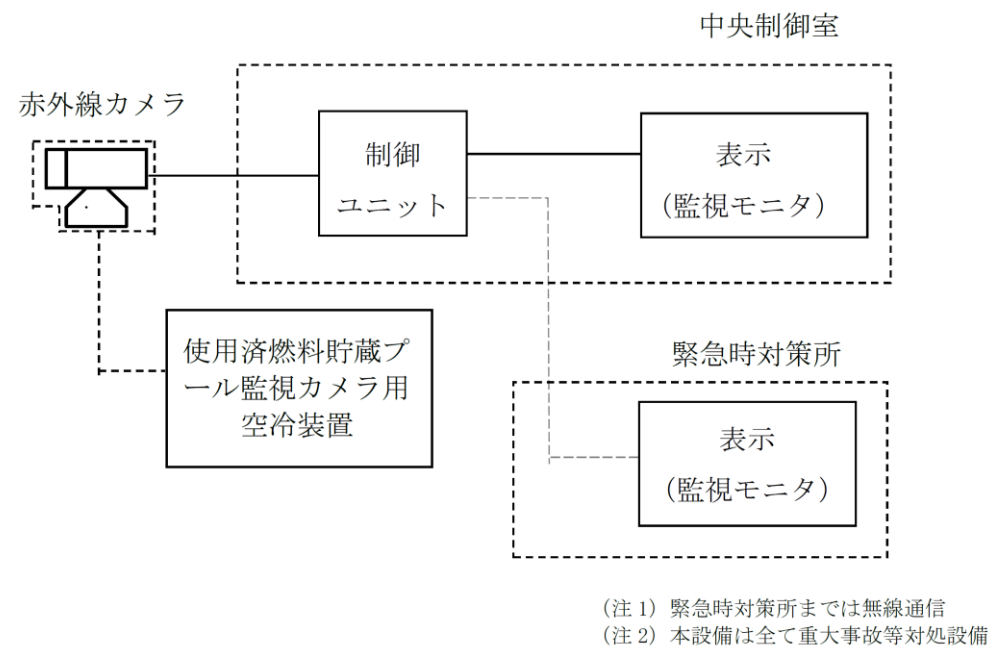 中央制御室
赤外線カメラ
制御
ユニット
表示
（監視モニタ）
使用済燃料貯蔵プ
ール監視カメラ用
空冷装置
緊急時対策所
表示
（監視モニタ）
（注 1）緊急時対策所までは無線通信
（注 2）本設備は全て重大事故等対処設備